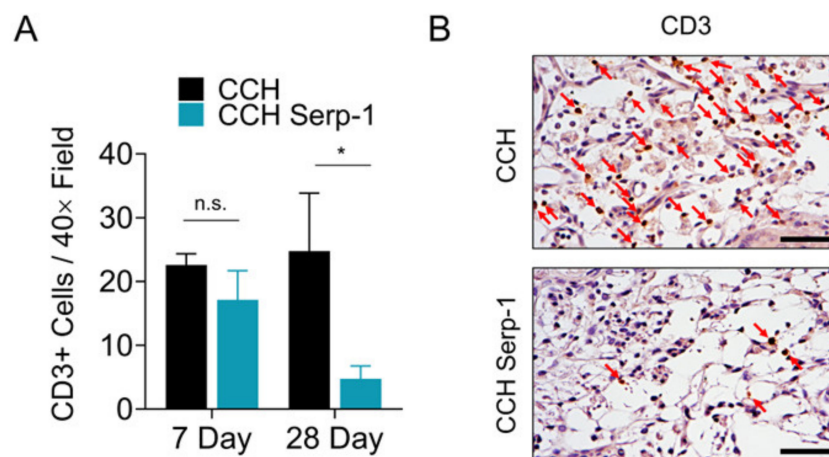 A
CCH
CCH Serp-1
CD3+ Cells / 40× Field
40
30
20
10
0
n.s.
*
7 Day
28 Day
B
CD3
CCH
CCH Serp-1